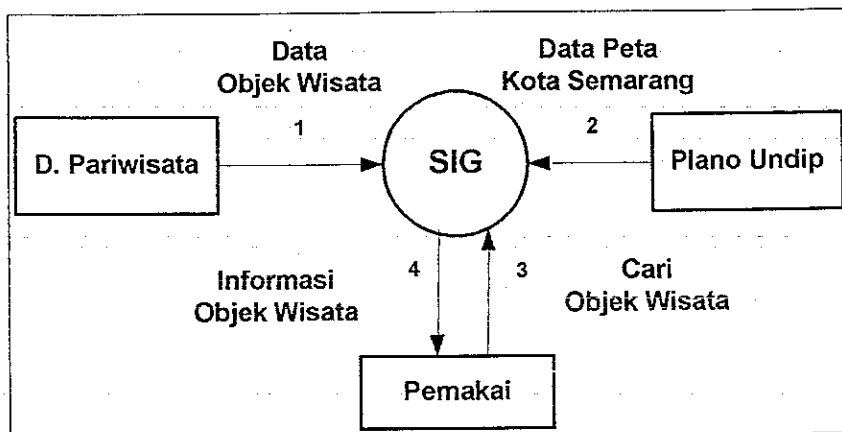 Data
Objek Wisata
1
Data Peta
Kota Semarang
2
D. Pariwisata
SIG
Plano Undip
Informasi
Objek Wisata
4
3
Cari
Objek Wisata
Pemakai